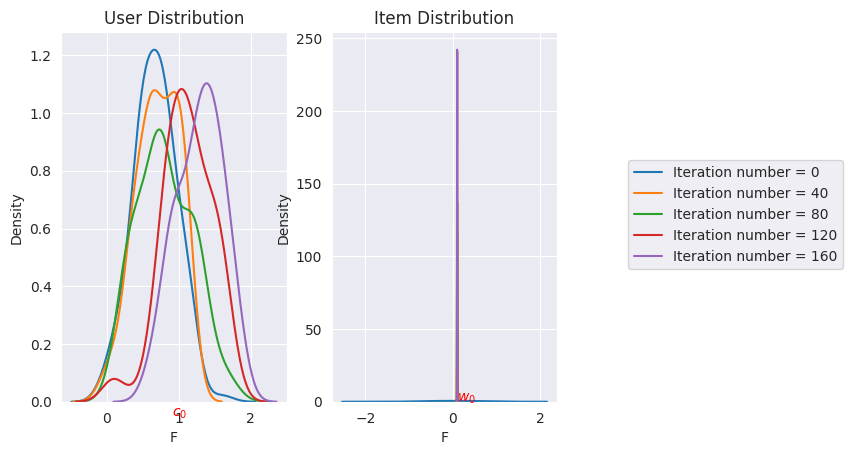 User Distribution
Item Distribution
1.2
1.0
0.8
0.6
0.4
0.2
0.0
Density
0
1
2
c0
F
250
200
150
100
50
0
Density
−2
0
2
w0
F
Iteration number = 0
Iteration number = 40
Iteration number = 80
Iteration number = 120
Iteration number = 160